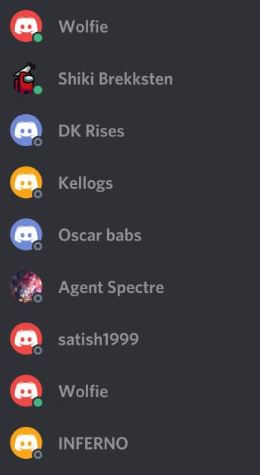 Wolfie
Shiki Brekksten
DK Rises
Kellogs
Oscar babs
Agent Spectre
satish1999
Wolfie
INFERNO